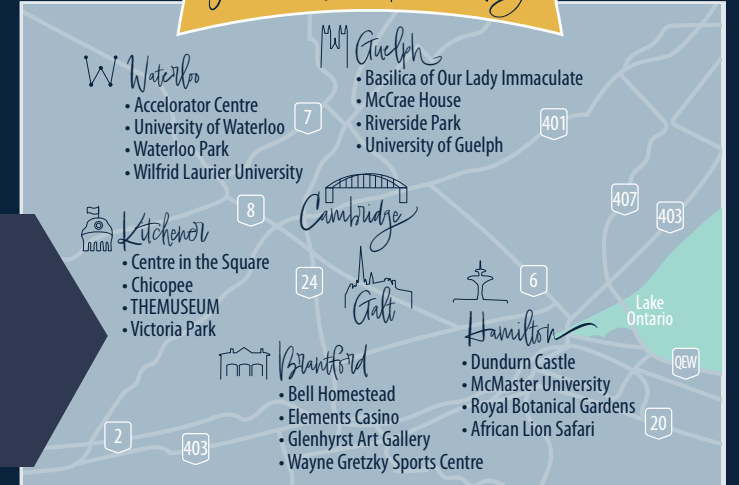 Waterloo
• Accelorator Centre
• University of Waterloo
• Waterloo Park
• Wilfrid Laurier University
Guelph
• Basilica of Our Lady Immaculate
• McCrae House
• Riverside Park
• University of Guelph
7
401
Cambridge
8
407
403
Kitchener
• Centre in the Square
• Chicopee
• THEMUSEUM
• Victoria Park
24
Galt
6
Hamilton
• Dundurn Castle
• McMaster University
• Royal Botanical Gardens
• African Lion Safari
Lake
Ontario
QEW
Brantford
• Bell Homestead
• Elements Casino
• Glenhyrst Art Gallery
• Wayne Gretzky Sports Centre
2
403
20